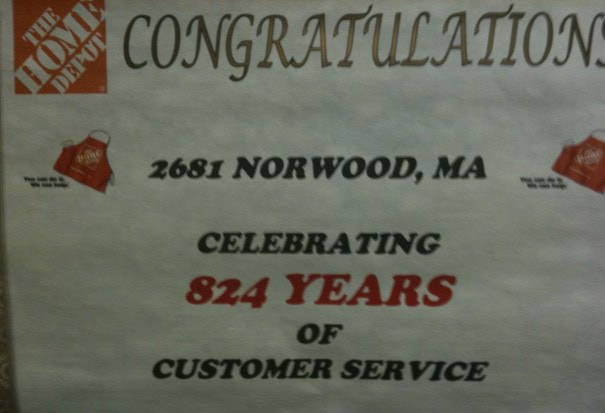 THE
HOME
DEPOT
CONGRATULATIONS
2681 NORWOOD, MA
CELEBRATING
824 YEARS
OF
CUSTOMER SERVICE